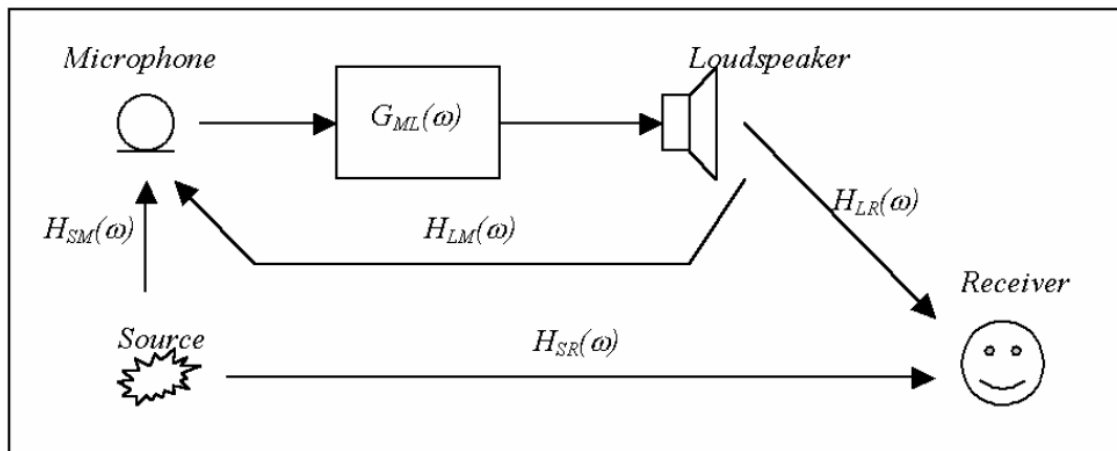 Microphone
Loudspeaker
G_ML(ω)
H_SM(ω)
H_LM(ω)
H_LR(ω)
Receiver
Source
H_SR(ω)